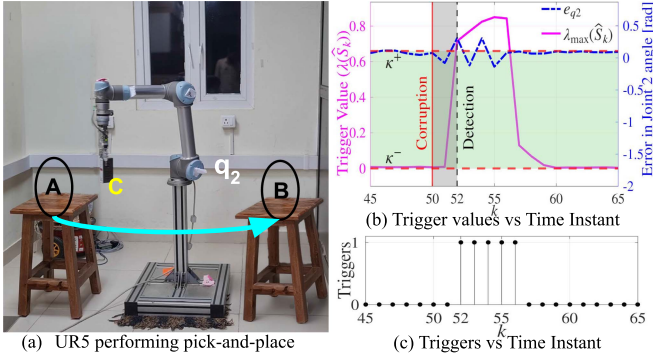 A
C
q2
B
(a) UR5 performing pick-and-place
Trigger Value (λ(Ŝk))
0.8
0.6
0.4
0.2
0
κ+
κ−
Corruption
Detection
eq2
λmax(Ŝk)
0.5
0
-0.5
-1
-1.5
-2
Error in Joint 2 angle [rad]
45 50 52 55 60 65
k
(b) Trigger values vs Time Instant
Triggers
1
0
45 50 52 55 60 65
k
(c) Triggers vs Time Instant